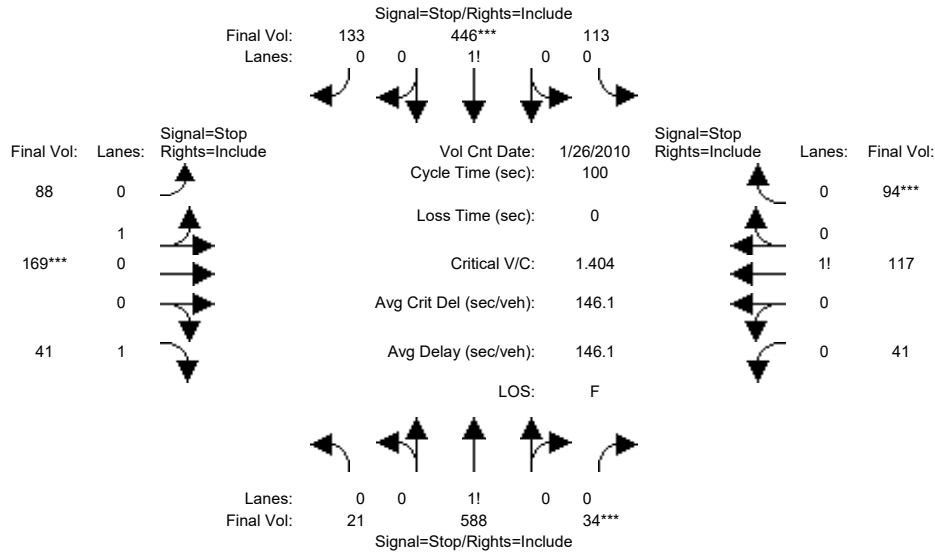 Signal=Stop/Rights=Include
Final Vol: 133 446*** 113
Lanes: 0 0 1! 0 0
Signal=Stop
Final Vol: Lanes: Rights=Include
Vol Cnt Date: 1/26/2010
Signal=Stop
Rights=Include Lanes: Final Vol:
Cycle Time (sec): 100
88 0
0 94***
Loss Time (sec): 0
1
0
169*** 0
Critical V/C: 1.404
1! 117
0
Avg Crit Del (sec/veh): 146.1
0
41 1
Avg Delay (sec/veh): 146.1
0 41
LOS: F
Lanes: 0 0 1! 0 0
Final Vol: 21 588 34***
Signal=Stop/Rights=Include